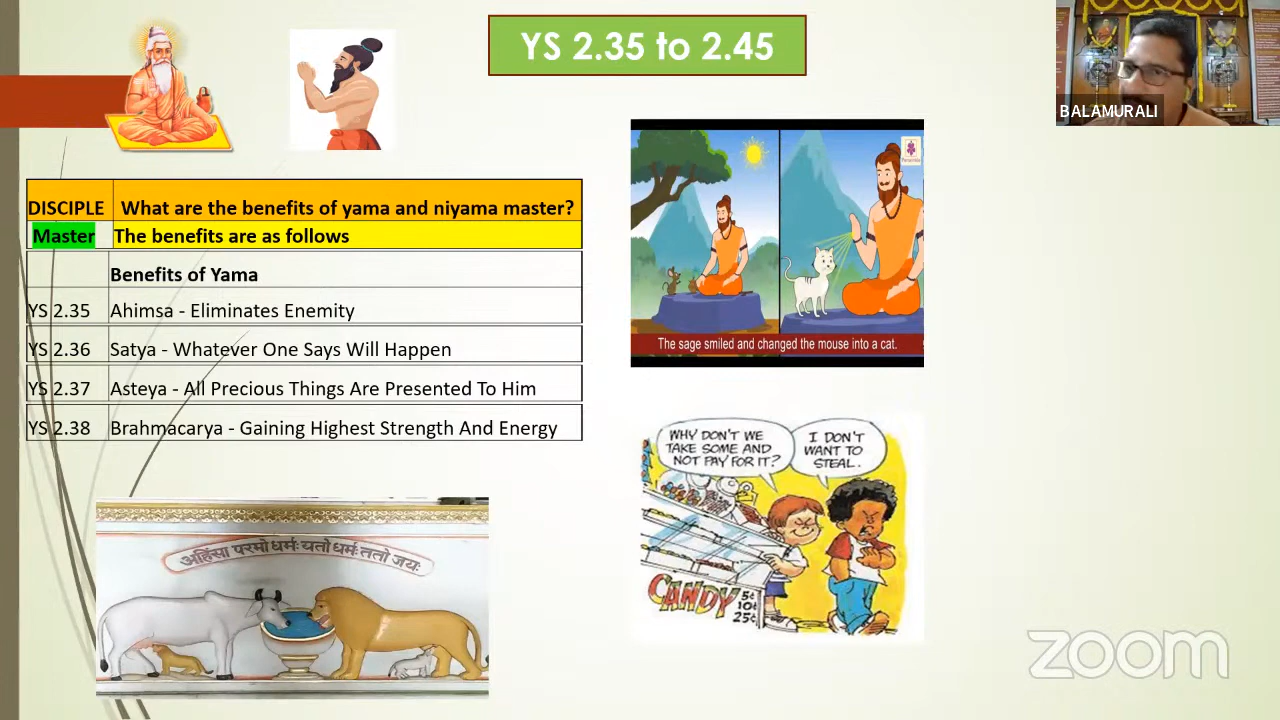 YS 2.35 to 2.45
BALAMURALI
DISCIPLE What are the benefits of yama and niyama master?
Master The benefits are as follows
Benefits of Yama
YS 2.35 Ahimsa - Eliminates Enemity
YS 2.36 Satya - Whatever One Says Will Happen
YS 2.37 Asteya - All Precious Things Are Presented To Him
YS 2.38 Brahmacarya - Gaining Highest Strength And Energy
The sage smiled and changed the mouse into a cat.
WHY DON'T WE
TAKE SOME AND
NOT PAY FOR IT?
I DON'T
WANT TO
STEAL.
CANDY
5¢
10¢
25¢
अहिंसा परमो धर्मः यतो धर्मः ततो जयः
zoom